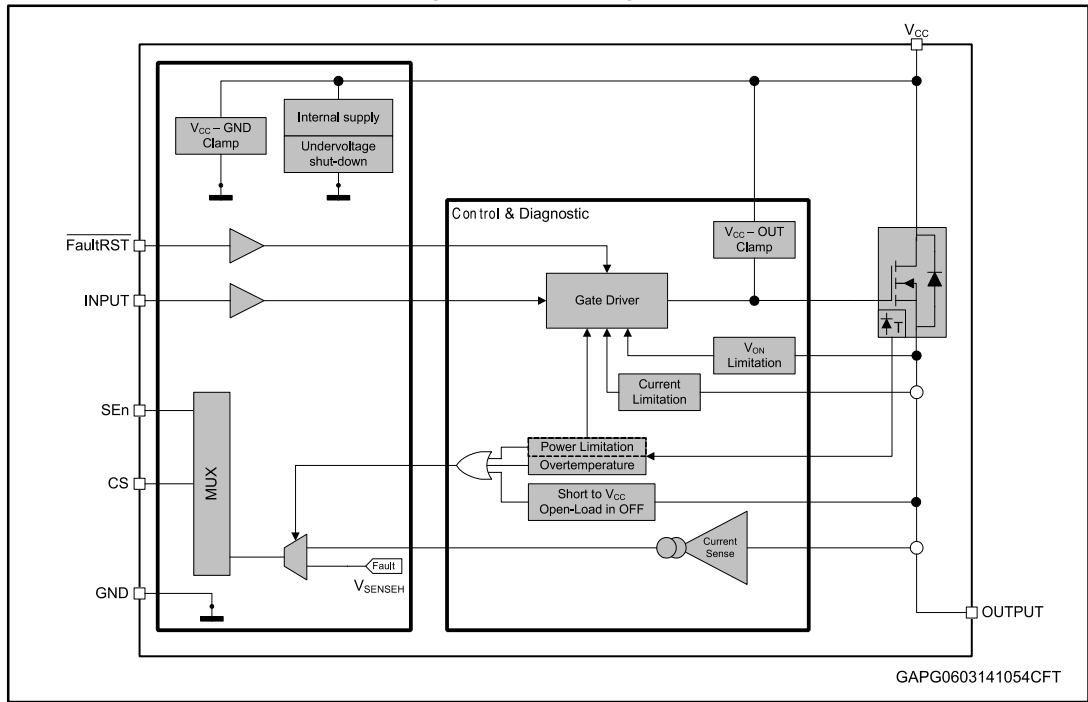 VCC
Internal supply
VCC – GND
Clamp
Undervoltage
shut-down
Control & Diagnostic
VCC – OUT
Clamp
FaultRST
INPUT
Gate Driver
T
VON
Limitation
Current
Limitation
SEn
Power Limitation
Overtemperature
CS
MUX
Short to VCC
Open-Load in OFF
Current
Sense
Fault
VSENSEH
GND
OUTPUT
GAPG0603141054CFT